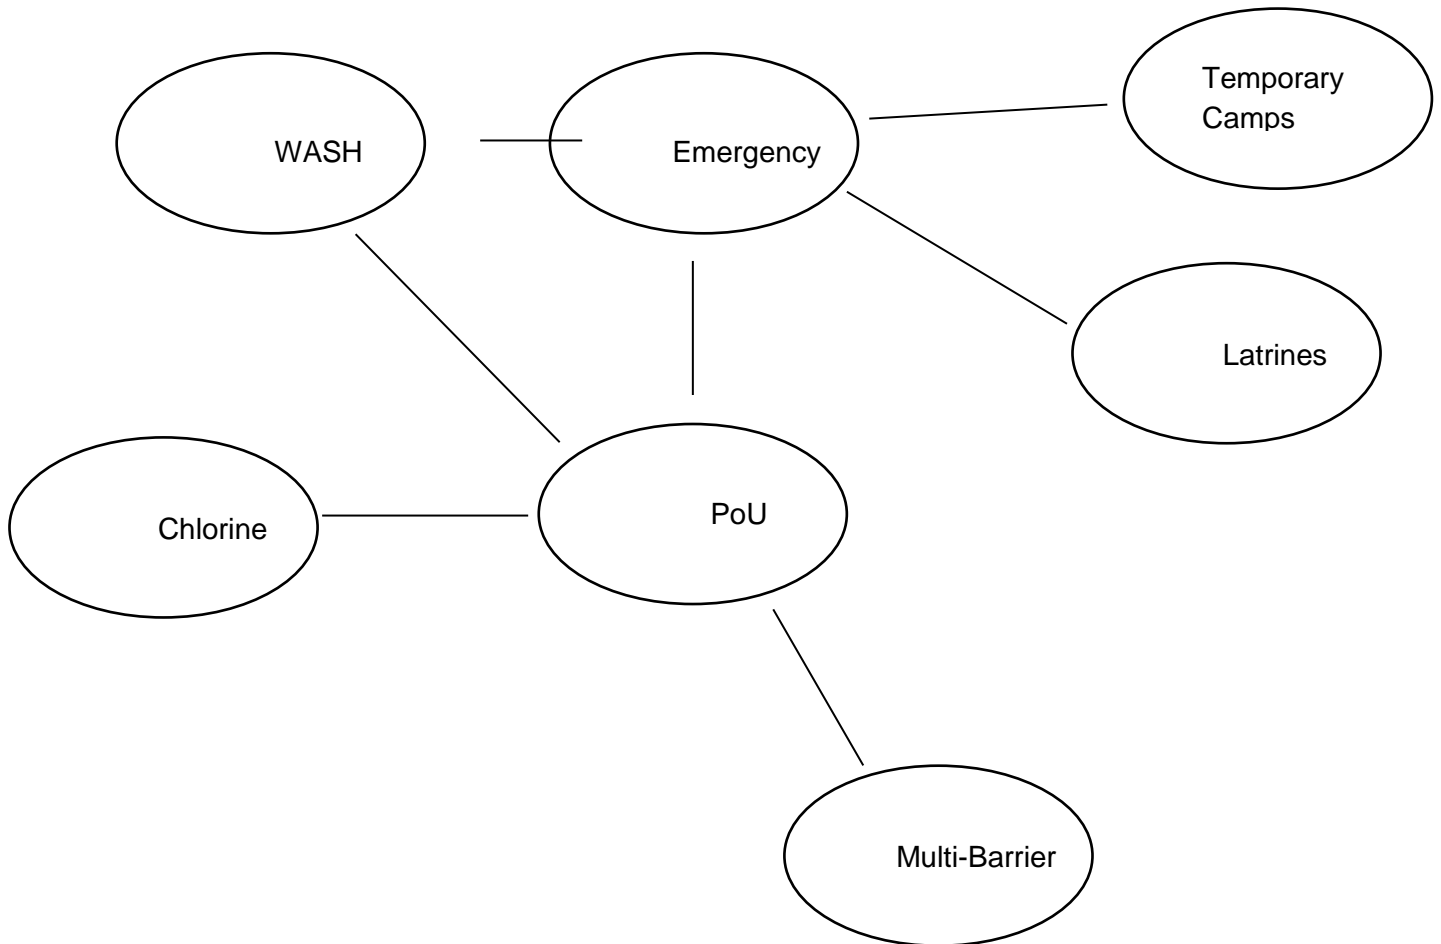 Temporary
Camps
WASH
Emergency
Latrines
Chlorine
PoU
Multi-Barrier